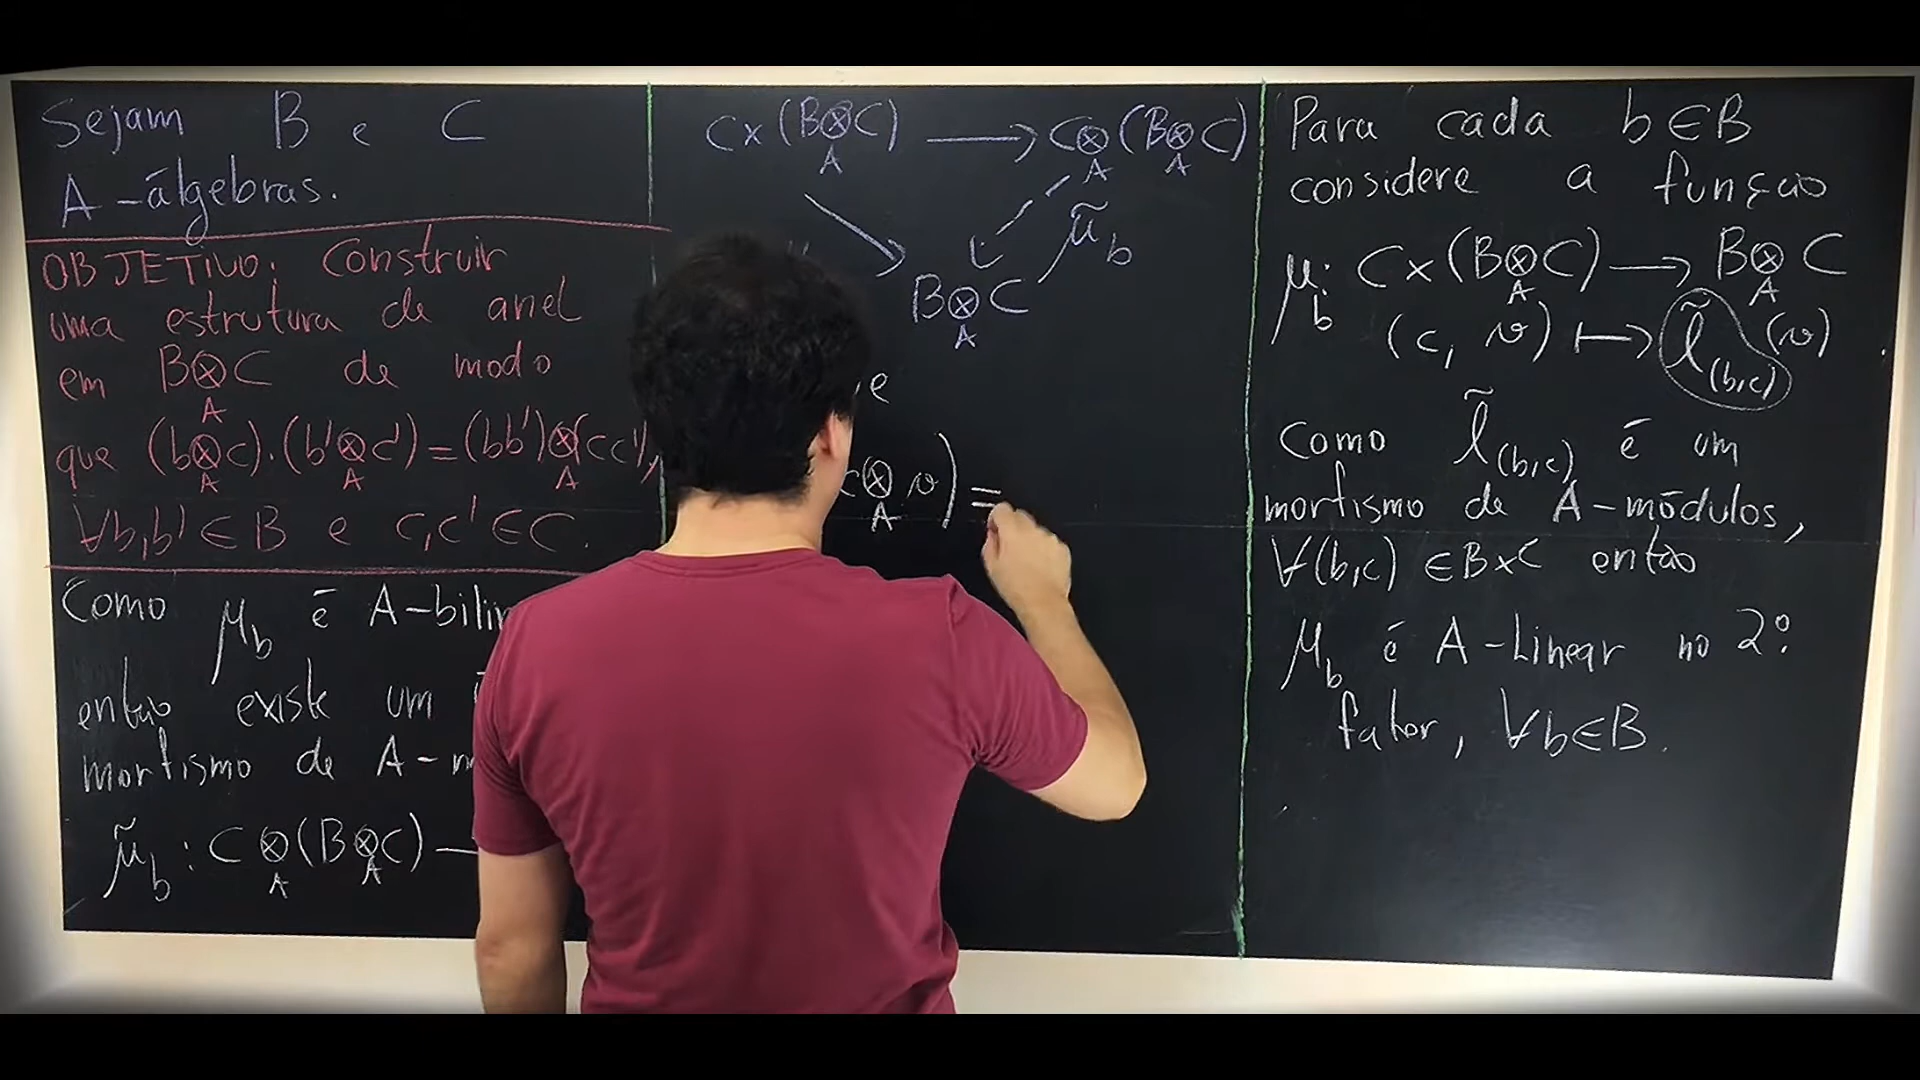 Sejam B e C
A-álgebras.
OBJETIVO: Construir
uma estrutura de anel
em B⊗_A C de modo
que (b⊗_A c).(b'⊗_A c') = (bb')⊗_A (cc'),
∀b,b' ∈ B e c,c' ∈ C.
Como μ_b é A-bilin
então existe um
morfismo de A-m
μ̃_b : C⊗_A (B⊗_A C) —
C×(B⊗_A C) ⟶ C⊗_A (B⊗_A C)
μ̃_b
B⊗_A C
e
c⊗_A v) =
Para cada b∈B
considere a função
μ_b: C×(B⊗_A C) ⟶ B⊗_A C
(c, v) ⟼ l̃_(b,c) (v).
Como l̃_(b,c) é um
morfismo de A-módulos,
∀(b,c) ∈ B×C então
μ_b é A-Linear no 2º
fator, ∀b∈B.